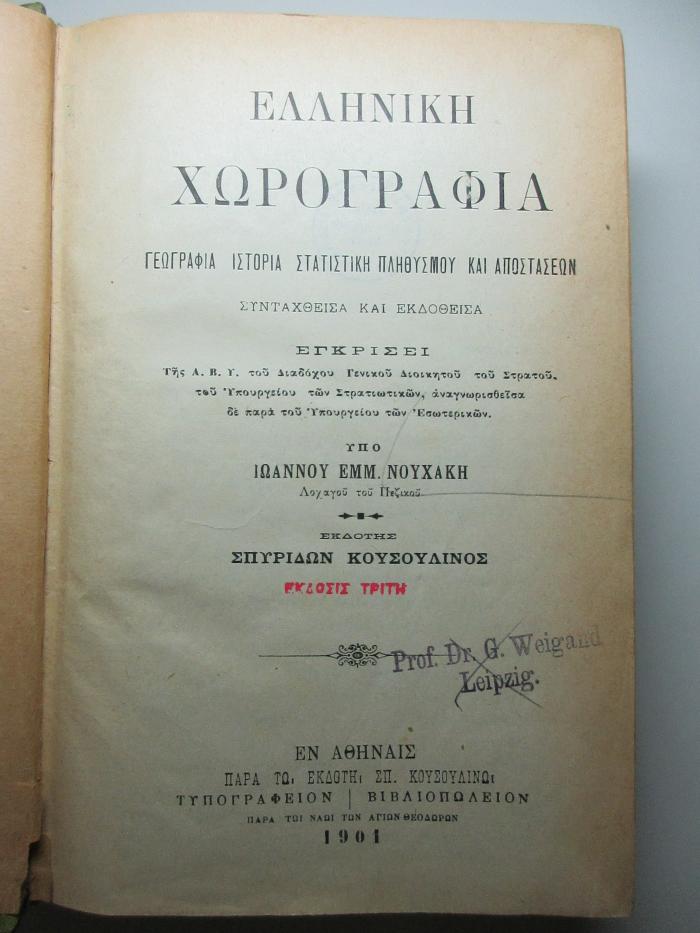 ΕΛΛΗΝΙΚΗ
ΧΩΡΟΓΡΑΦΙΑ
ΓΕΩΓΡΑΦΙΑ ΙΣΤΟΡΙΑ ΣΤΑΤΙΣΤΙΚΗ ΠΛΗΘΥΣΜΟΥ ΚΑΙ ΑΠΟΣΤΑΣΕΩΝ
ΣΥΝΤΑΧΘΕΙΣΑ ΚΑΙ ΕΚΔΟΘΕΙΣΑ
ΕΓΚΡΙΣΕΙ
Τῆς Α. Β. Υ. τοῦ Διαδόχου Γενικοῦ Διοικητοῦ τοῦ Στρατοῦ,
τοῦ Ὑπουργείου τῶν Στρατιωτικῶν, ἀναγνωρισθεῖσα
δὲ παρὰ τοῦ Ὑπουργείου τῶν Ἐσωτερικῶν.
ΥΠΟ
ΙΩΑΝΝΟΥ ΕΜΜ. ΝΟΥΧΑΚΗ
Λοχαγοῦ τοῦ Πεζικοῦ
ΕΚΔΟΤΗΣ
ΣΠΥΡΙΔΩΝ ΚΟΥΣΟΥΛΙΝΟΣ
ΕΚΔΟΣΙΣ ΤΡΙΤΗ
Prof. Dr. G. Weigand
Leipzig.
ΕΝ ΑΘΗΝΑΙΣ
ΠΑΡΑ ΤΩι ΕΚΔΟΤΗι ΣΠ. ΚΟΥΣΟΥΛΙΝΩι
ΤΥΠΟΓΡΑΦΕΙΟΝ | ΒΙΒΛΙΟΠΩΛΕΙΟΝ
ΠΑΡΑ ΤΩΙ ΝΑΩΙ ΤΩΝ ΑΓΙΩΝ ΘΕΟΔΩΡΩΝ
1901